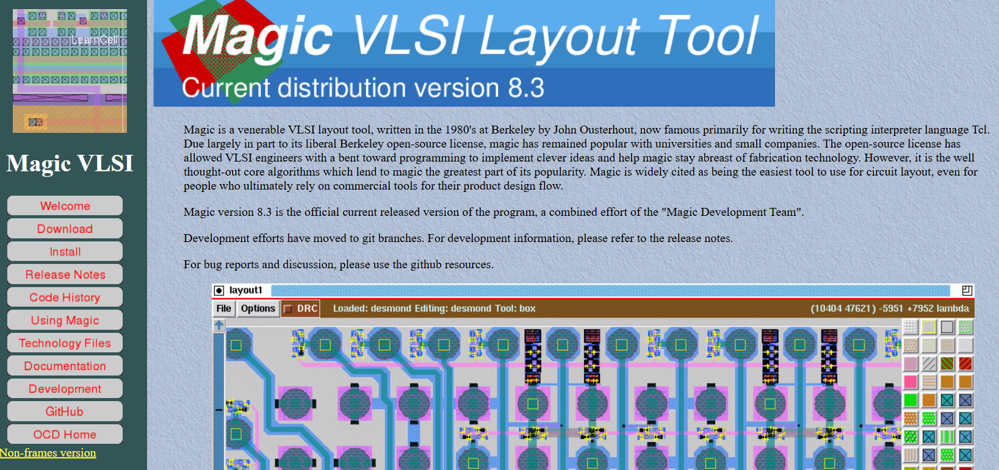 LearnCell
Magic VLSI
Welcome
Download
Install
Release Notes
Code History
Using Magic
Technology Files
Documentation
Development
GitHub
OCD Home
Non-frames version
Magic VLSI Layout Tool
Current distribution version 8.3
Magic is a venerable VLSI layout tool, written in the 1980's at Berkeley by John Ousterhout, now famous primarily for writing the scripting interpreter language Tcl.
Due largely in part to its liberal Berkeley open-source license, magic has remained popular with universities and small companies. The open-source license has
allowed VLSI engineers with a bent toward programming to implement clever ideas and help magic stay abreast of fabrication technology. However, it is the well
thought-out core algorithms which lend to magic the greatest part of its popularity. Magic is widely cited as being the easiest tool to use for circuit layout, even for
people who ultimately rely on commercial tools for their product design flow.
Magic version 8.3 is the official current released version of the program, a combined effort of the "Magic Development Team".
Development efforts have moved to git branches. For development information, please refer to the release notes.
For bug reports and discussion, please use the github resources.
layout1
File Options DRC Loaded: desmond Editing: desmond Tool: box (10404 47621) -5951 +7952 lambda